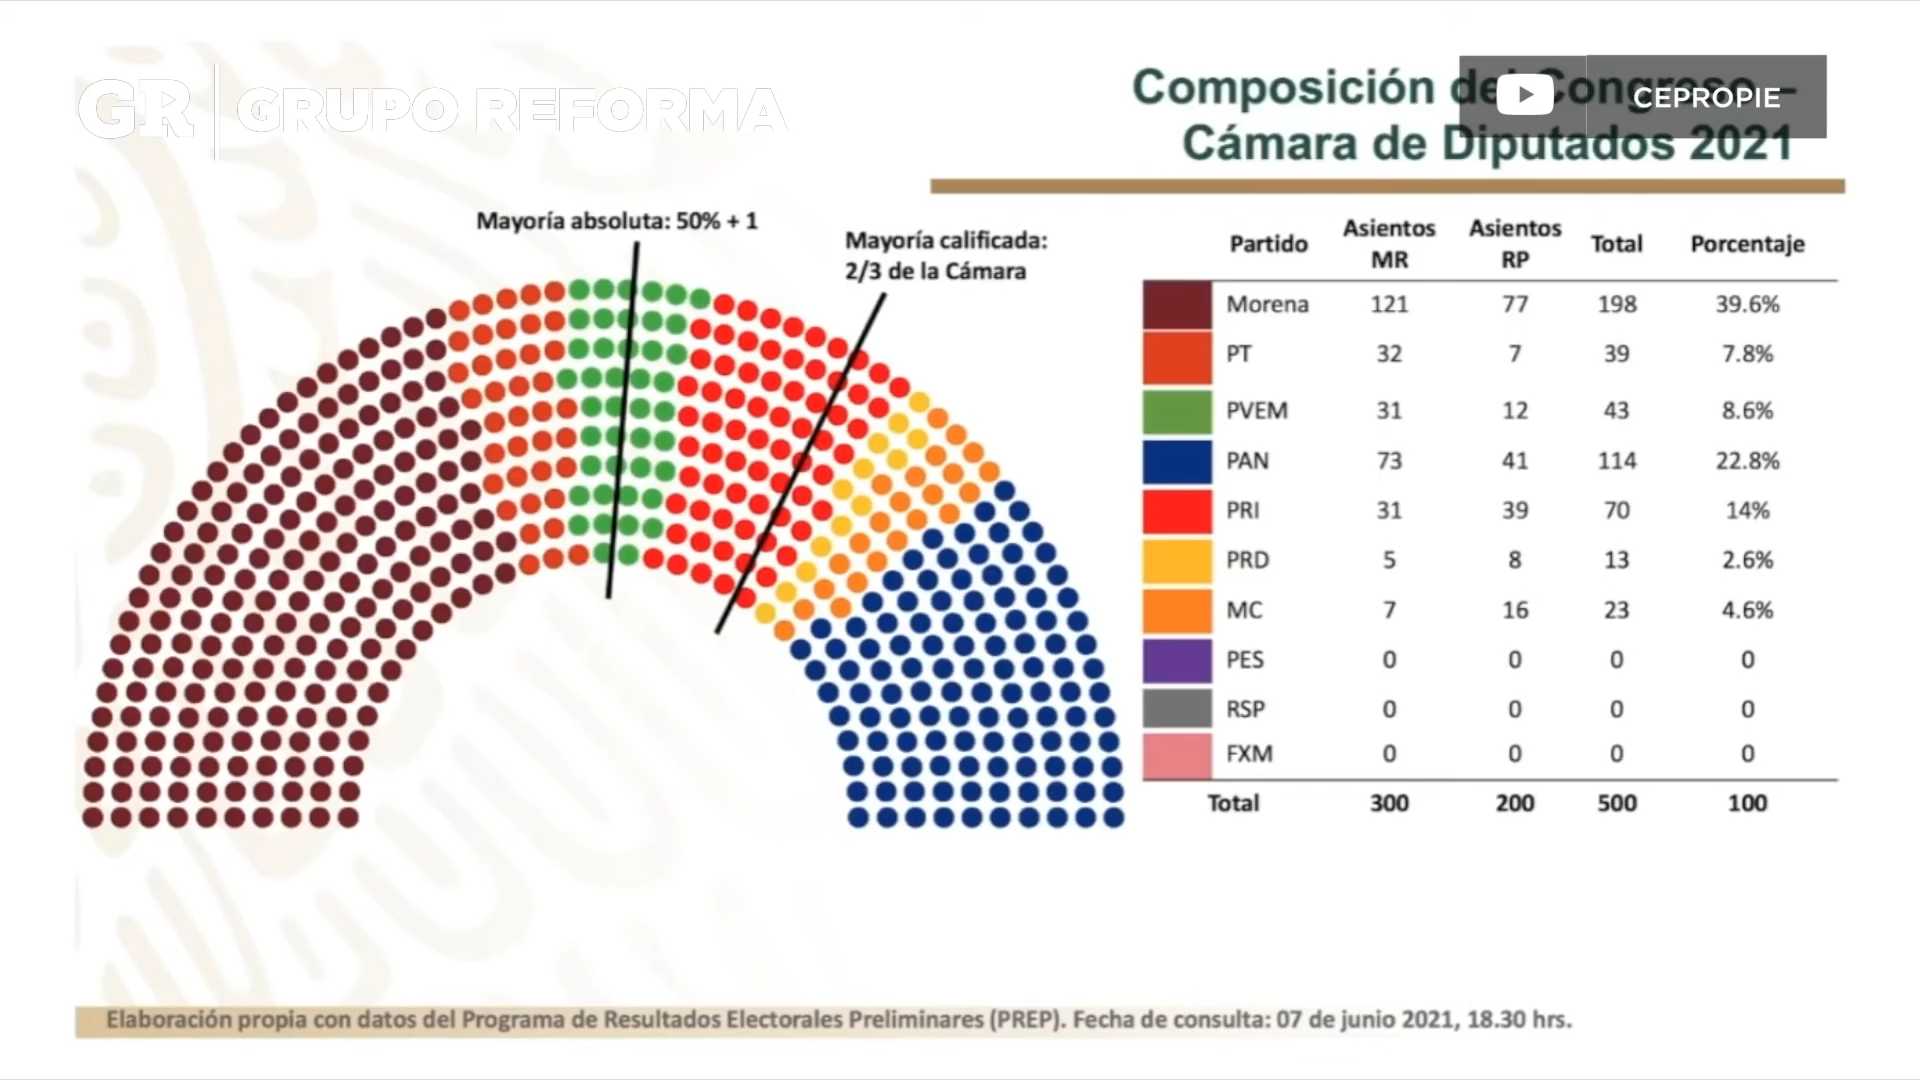 GR GRUPO REFORMA
Composición del Congreso –
CEPROPIE
Cámara de Diputados 2021
Mayoría absoluta: 50% + 1
Mayoría calificada:
2/3 de la Cámara
Partido Asientos MR Asientos RP Total Porcentaje
Morena 121 77 198 39.6%
PT 32 7 39 7.8%
PVEM 31 12 43 8.6%
PAN 73 41 114 22.8%
PRI 31 39 70 14%
PRD 5 8 13 2.6%
MC 7 16 23 4.6%
PES 0 0 0 0
RSP 0 0 0 0
FXM 0 0 0 0
Total 300 200 500 100
Elaboración propia con datos del Programa de Resultados Electorales Preliminares (PREP). Fecha de consulta: 07 de junio 2021, 18.30 hrs.